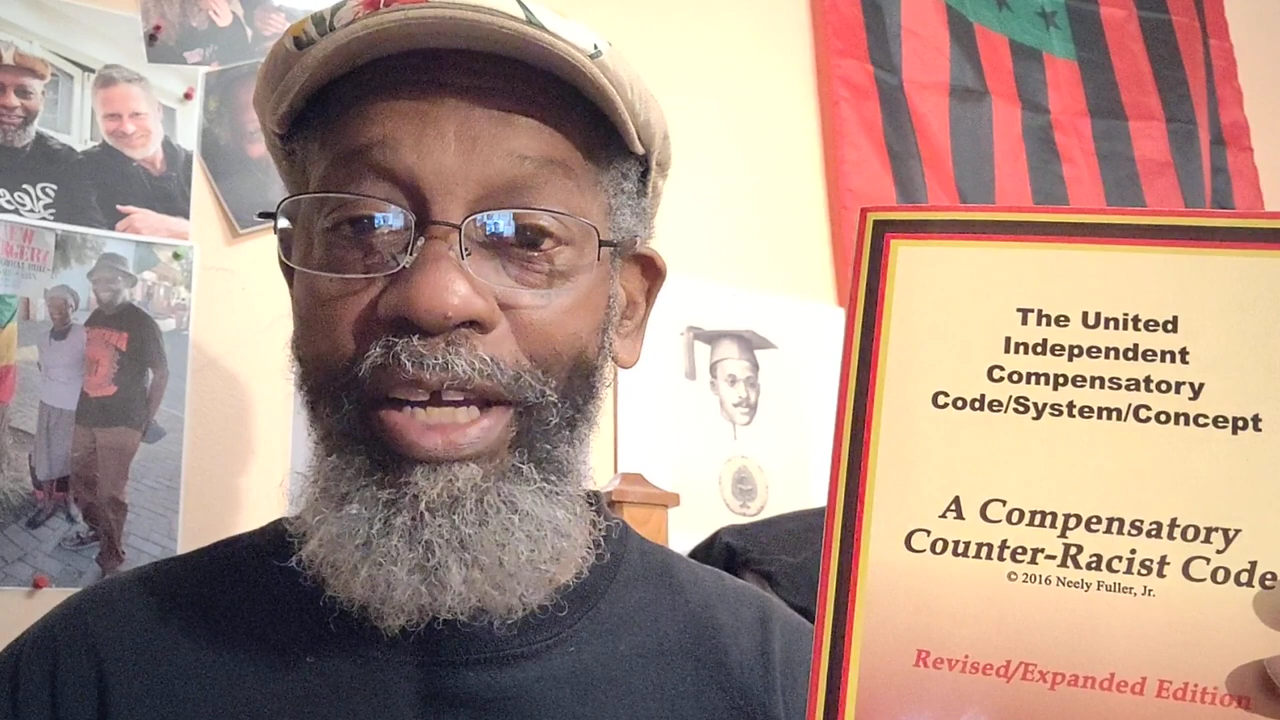 The United
Independent
Compensatory
Code/System/Concept
A Compensatory
Counter-Racist Code
© 2016 Neely Fuller, Jr.
Revised/Expanded Edition